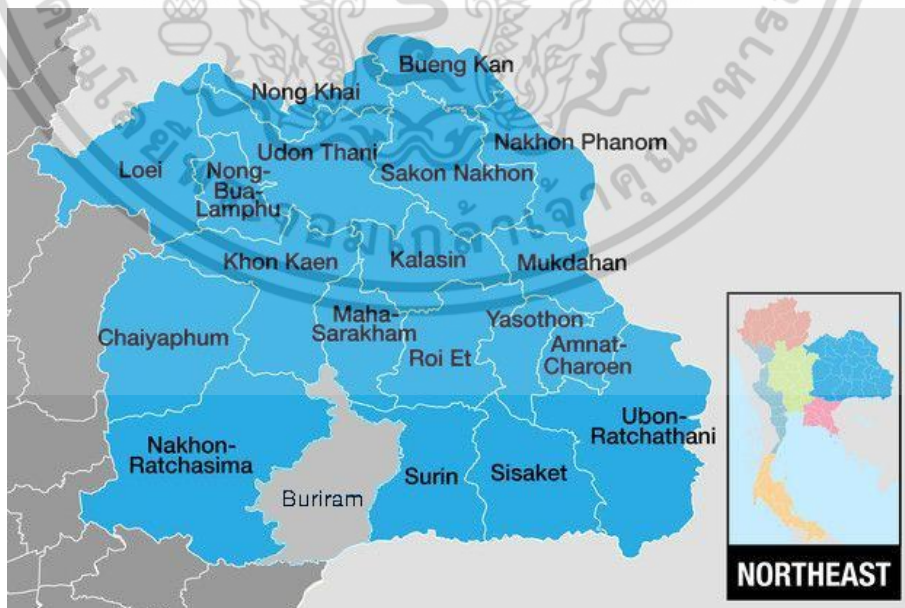 Bueng Kan
Nong Khai
Nakhon Phanom
Udon Thani
Loei
Nong-
Bua-
Lamphu
Sakon Nakhon
Khon Kaen
Kalasin
Mukdahan
Chaiyaphum
Maha-
Sarakham
Roi Et
Yasothon
Amnat-
Charoen
Ubon-
Ratchathani
Nakhon-
Ratchasima
Buriram
Surin
Sisaket
NORTHEAST